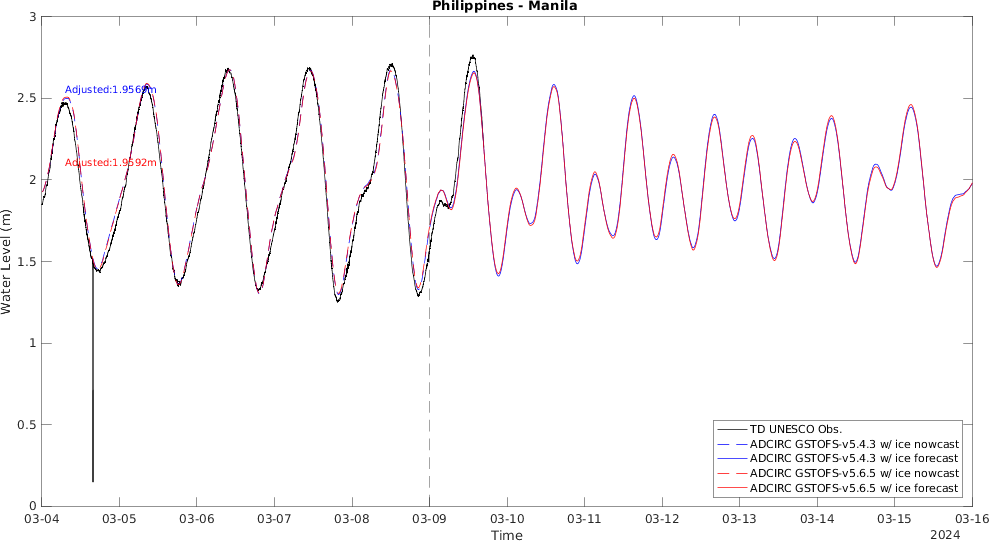 Philippines - Manila
3
2.5
2
1.5
1
0.5
0
Water Level (m)
Adjusted:1.9569m
Adjusted:1.9592m
TD UNESCO Obs.
ADCIRC GSTOFS-v5.4.3 w/ ice nowcast
ADCIRC GSTOFS-v5.4.3 w/ ice forecast
ADCIRC GSTOFS-v5.6.5 w/ ice nowcast
ADCIRC GSTOFS-v5.6.5 w/ ice forecast
03-04 03-05 03-06 03-07 03-08 03-09 03-10 03-11 03-12 03-13 03-14 03-15 03-16
Time
2024